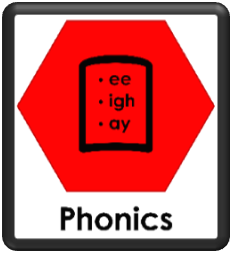 · ee
· igh
· ay
Phonics